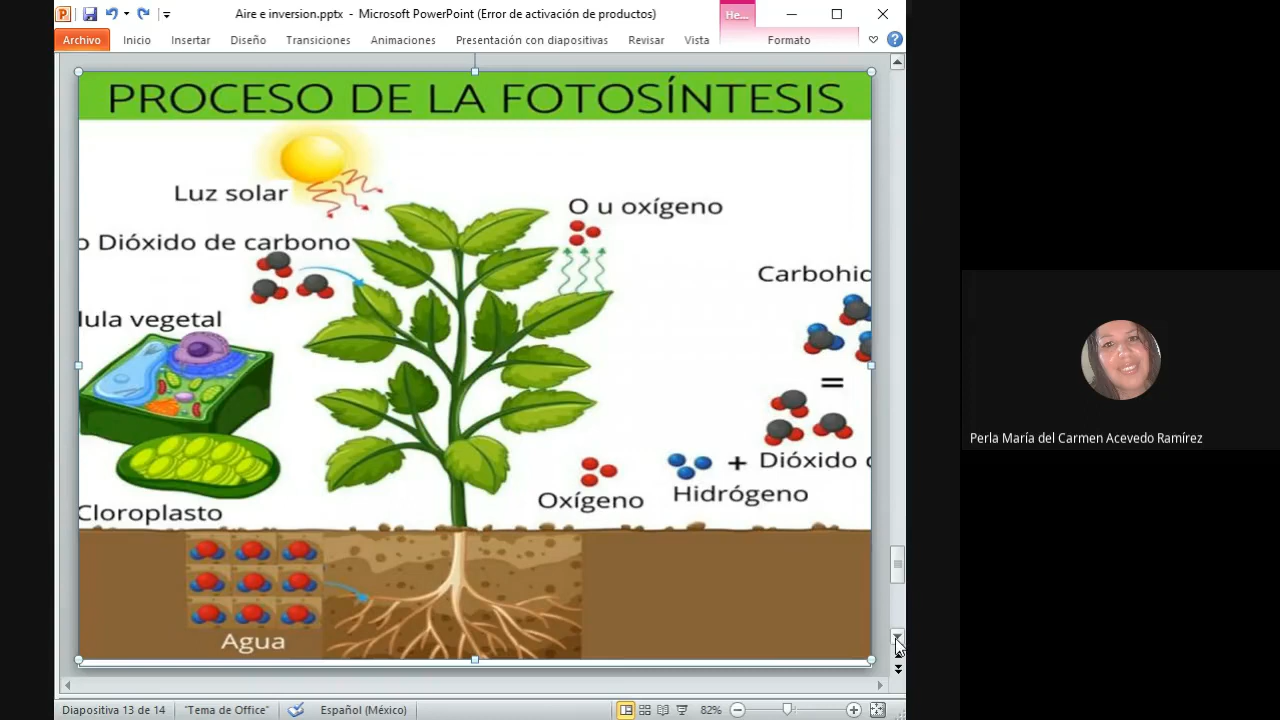 Aire e inversion.pptx - Microsoft PowerPoint (Error de activación de productos)
He...
Archivo Inicio Insertar Diseño Transiciones Animaciones Presentación con diapositivas Revisar Vista Formato
PROCESO DE LA FOTOSÍNTESIS
Luz solar
O u oxígeno
o Dióxido de carbono
Carbohid
lula vegetal
=
+ Dióxido d
Oxígeno
Hidrógeno
Cloroplasto
Agua
Perla María del Carmen Acevedo Ramírez
Diapositiva 13 de 14 "Tema de Office" Español (México) 82%